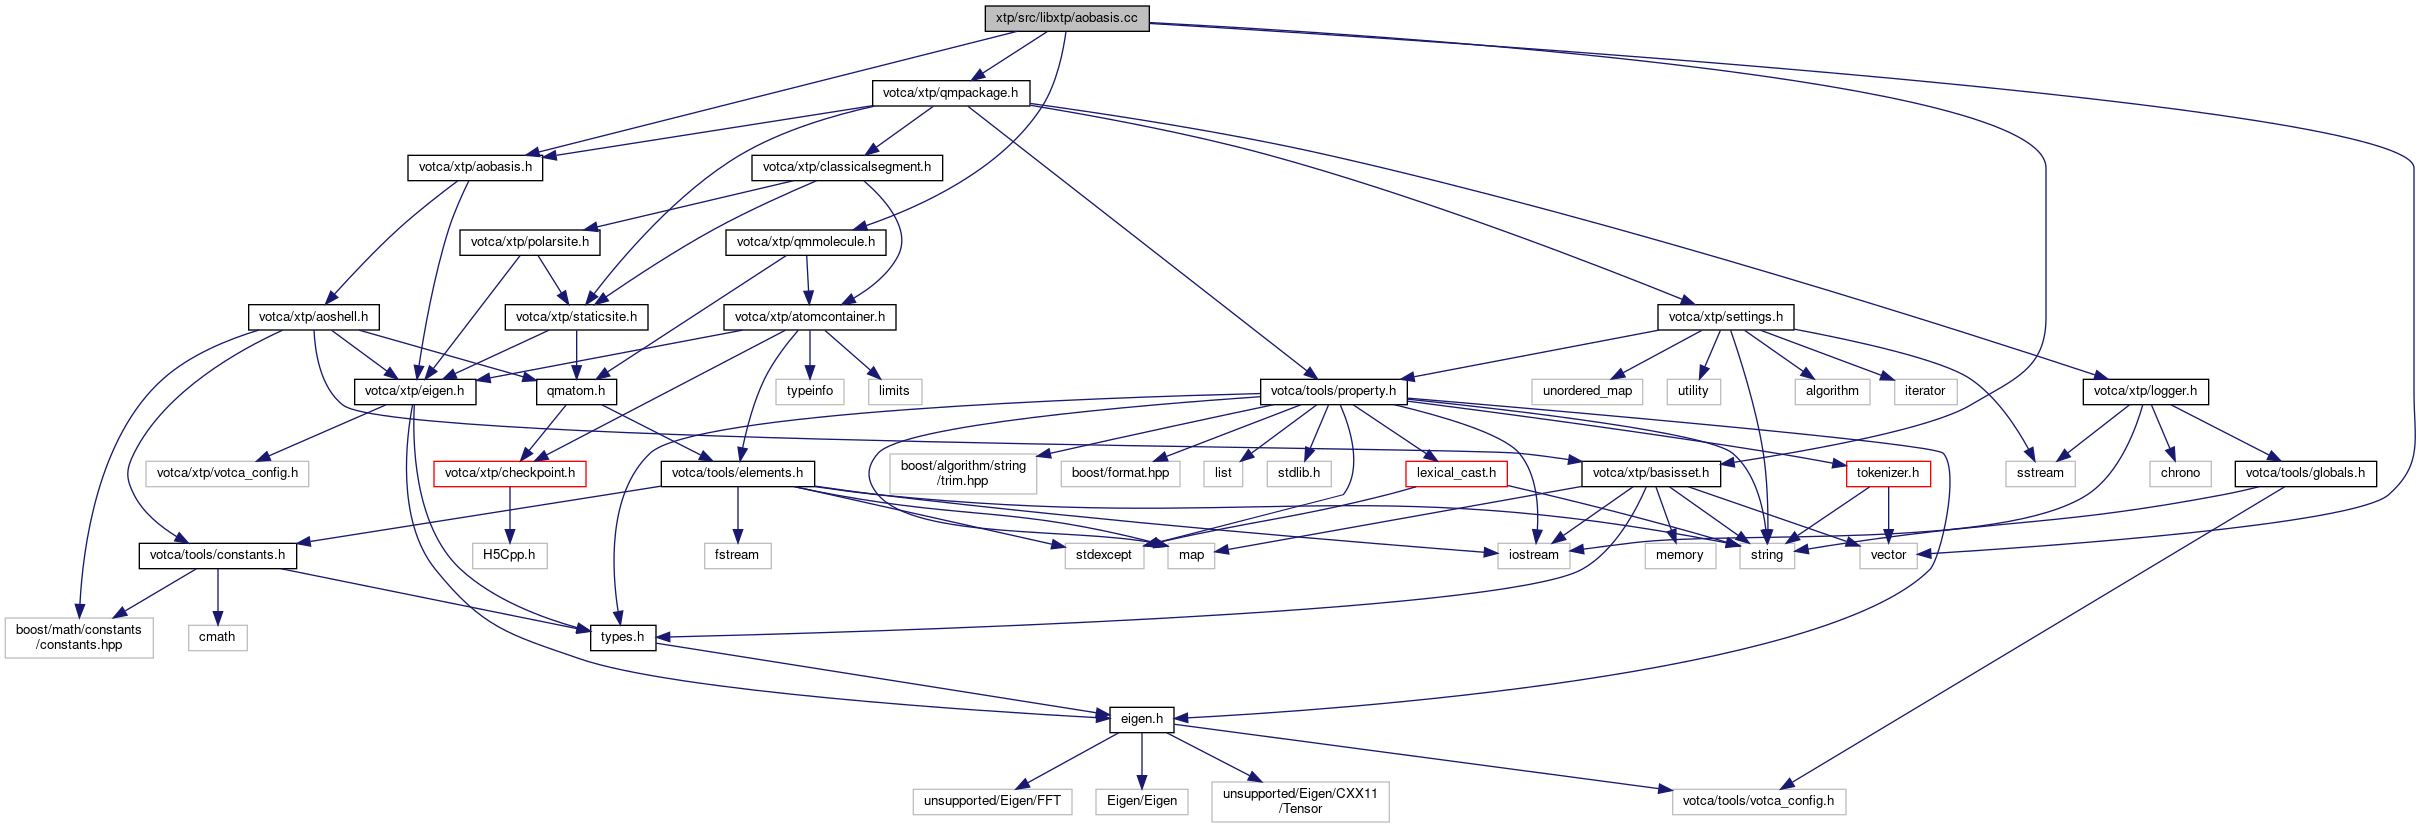 xtp/src/libxtp/aobasis.cc
votca/xtp/qmpackage.h
votca/xtp/aobasis.h
votca/xtp/classicalsegment.h
votca/xtp/polarsite.h
votca/xtp/qmmolecule.h
votca/xtp/aoshell.h
votca/xtp/staticsite.h
votca/xtp/atomcontainer.h
votca/xtp/settings.h
votca/xtp/eigen.h
qmatom.h
typeinfo
limits
votca/tools/property.h
unordered_map
utility
algorithm
iterator
votca/xtp/logger.h
votca/xtp/votca_config.h
votca/xtp/checkpoint.h
votca/tools/elements.h
boost/algorithm/string
/trim.hpp
boost/format.hpp
list
stdlib.h
lexical_cast.h
votca/xtp/basisset.h
tokenizer.h
sstream
chrono
votca/tools/globals.h
votca/tools/constants.h
H5Cpp.h
fstream
stdexcept
map
iostream
memory
string
vector
boost/math/constants
/constants.hpp
cmath
types.h
eigen.h
unsupported/Eigen/FFT
Eigen/Eigen
unsupported/Eigen/CXX11
/Tensor
votca/tools/votca_config.h